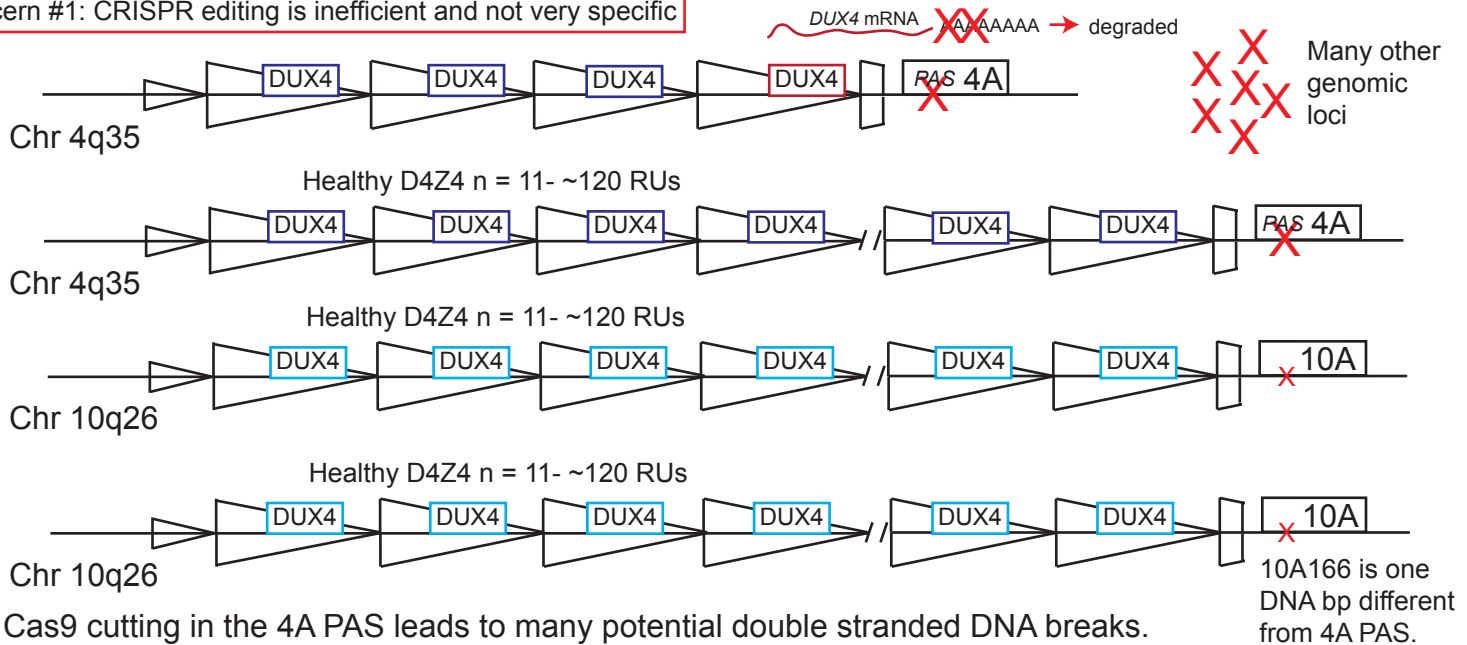 cern #1: CRISPR editing is inefficient and not very specific
DUX4 mRNA AAAAAAAA → degraded
Many other
genomic
loci
DUX4 DUX4 DUX4 DUX4 PAS 4A
Chr 4q35
Healthy D4Z4 n = 11- ~120 RUs
DUX4 DUX4 DUX4 DUX4 // DUX4 DUX4 PAS 4A
Chr 4q35
Healthy D4Z4 n = 11- ~120 RUs
DUX4 DUX4 DUX4 DUX4 // DUX4 DUX4 10A
Chr 10q26
Healthy D4Z4 n = 11- ~120 RUs
DUX4 DUX4 DUX4 DUX4 // DUX4 DUX4 10A
Chr 10q26
10A166 is one
DNA bp different
from 4A PAS.
Cas9 cutting in the 4A PAS leads to many potential double stranded DNA breaks.